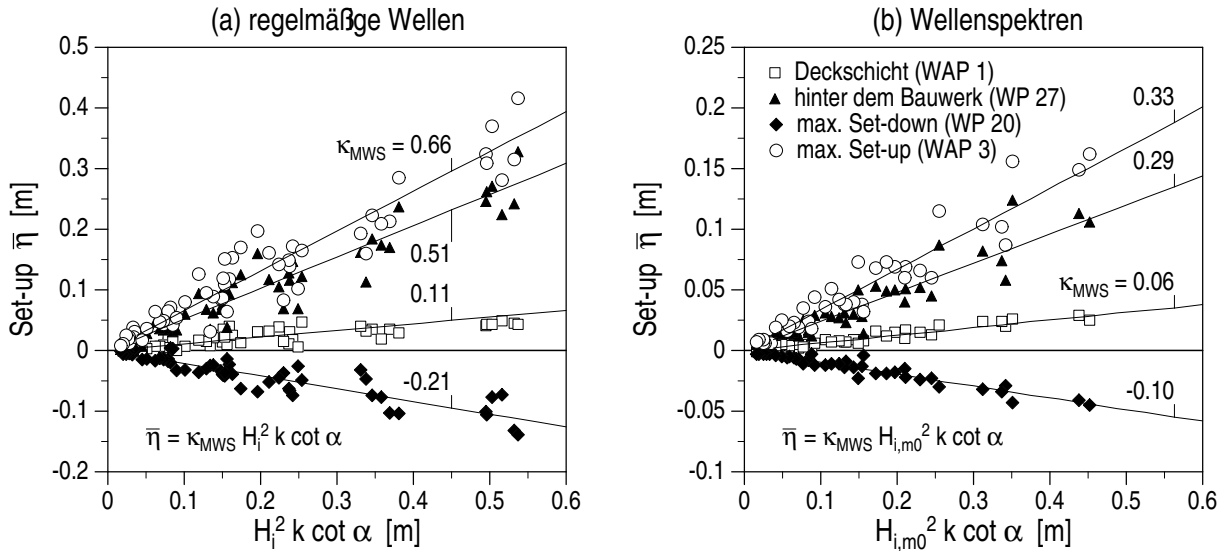 (a) regelmäßige Wellen
0.5
0.4
0.3
0.2
0.1
0
-0.1
-0.2
Set-up η̅ [m]
κMWS = 0.66
0.51
0.11
-0.21
η̅ = κMWS Hi² k cot α
0 0.1 0.2 0.3 0.4 0.5 0.6
Hi² k cot α [m]
(b) Wellenspektren
0.25
0.20
0.15
0.10
0.05
0
-0.05
-0.1
Set-up η̅ [m]
Deckschicht (WAP 1)
hinter dem Bauwerk (WP 27)
max. Set-down (WP 20)
max. Set-up (WAP 3)
0.33
0.29
κMWS = 0.06
-0.10
η̅ = κMWS Hi,m0² k cot α
0 0.1 0.2 0.3 0.4 0.5 0.6
Hi,m0² k cot α [m]